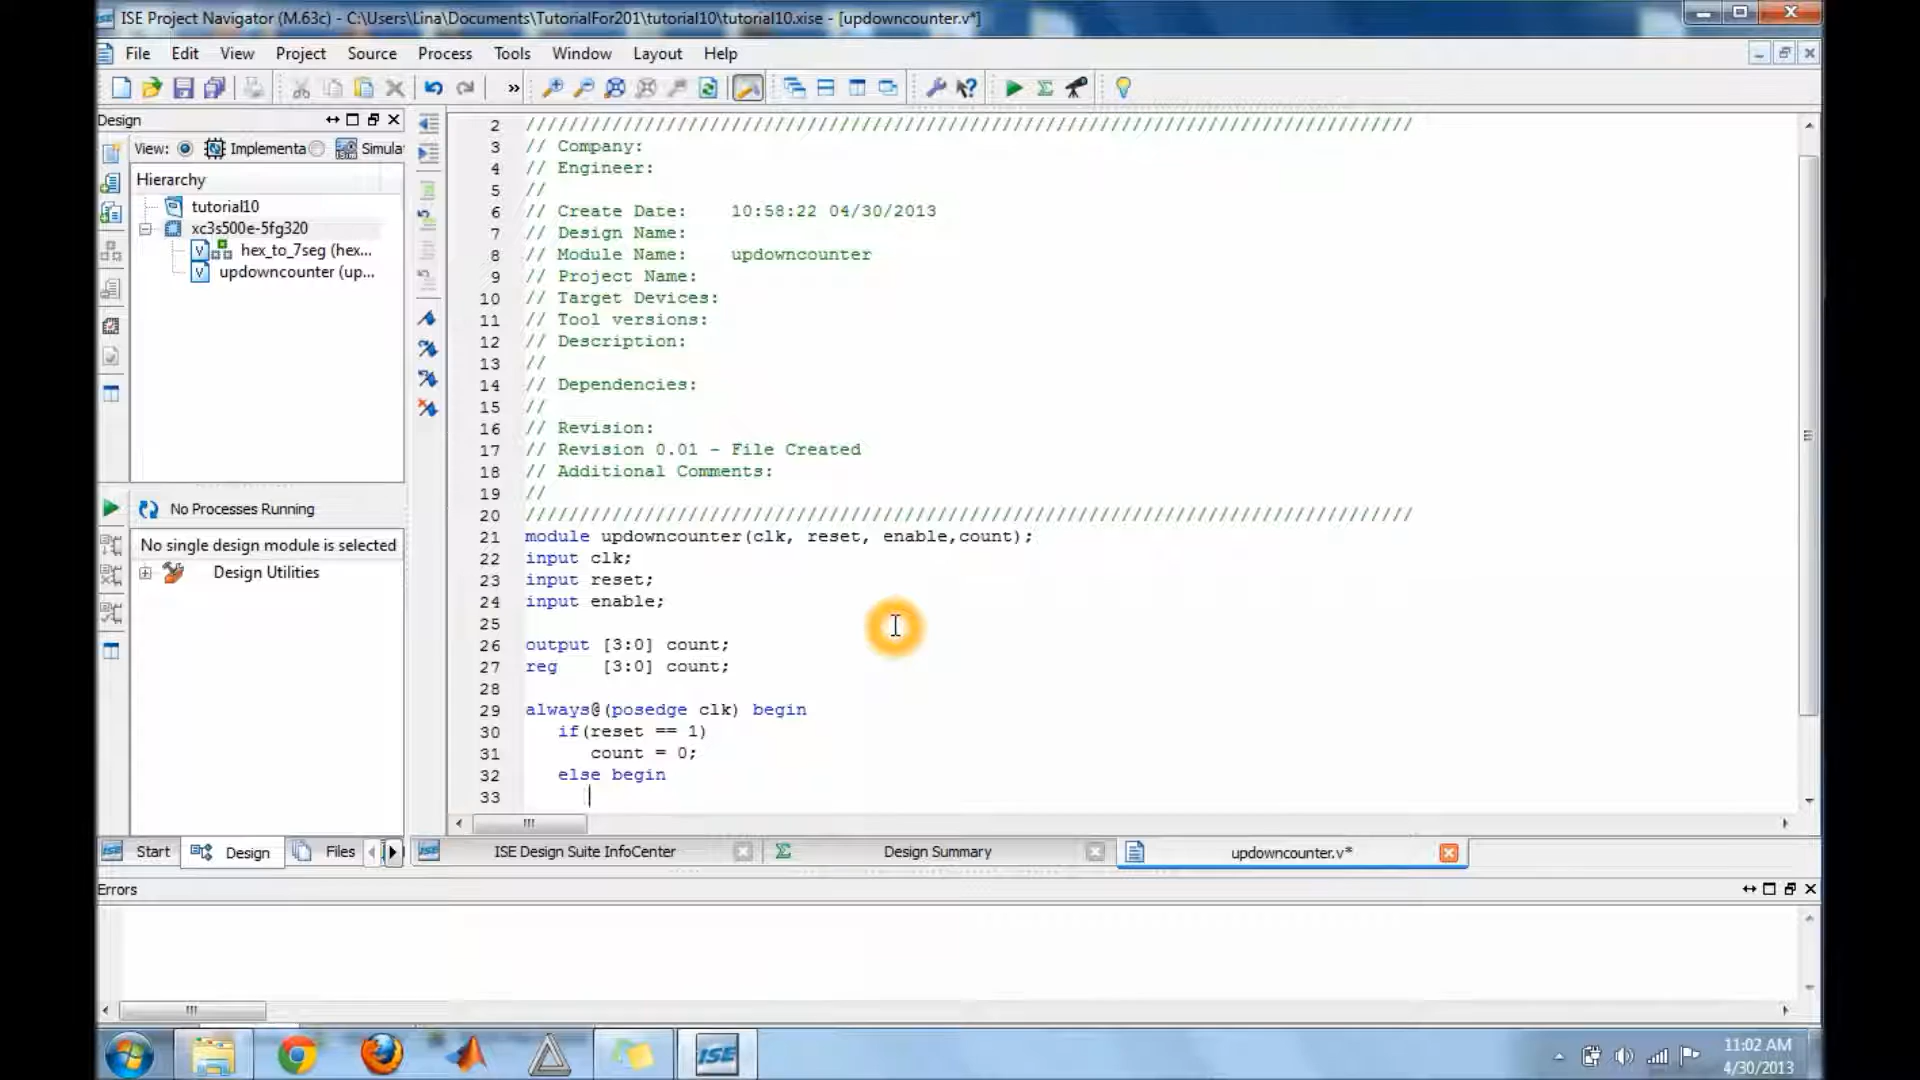 ISE Project Navigator (M.63c) - C:\Users\Lina\Documents\TutorialFor201\tutorial10\tutorial10.xise - [updowncounter.v*]
File Edit View Project Source Process Tools Window Layout Help
»
Design
View: Implementa Simula
Hierarchy
tutorial10
xc3s500e-5fg320
hex_to_7seg (hex...
updowncounter (up...
No Processes Running
No single design module is selected
Design Utilities
2 //////////////////////////////////////////////////////////////////////////////////
3 // Company:
4 // Engineer:
5 //
6 // Create Date:    10:58:22 04/30/2013
7 // Design Name:
8 // Module Name:    updowncounter
9 // Project Name:
10 // Target Devices:
11 // Tool versions:
12 // Description:
13 //
14 // Dependencies:
15 //
16 // Revision:
17 // Revision 0.01 - File Created
18 // Additional Comments:
19 //
20 //////////////////////////////////////////////////////////////////////////////////
21 module updowncounter(clk, reset, enable,count);
22 input clk;
23 input reset;
24 input enable;
25
26 output [3:0] count;
27 reg    [3:0] count;
28
29 always@(posedge clk) begin
30    if(reset == 1)
31       count = 0;
32    else begin
33
Start Design Files
ISE Design Suite InfoCenter Design Summary updowncounter.v*
Errors
ISE
11:02 AM
4/30/2013